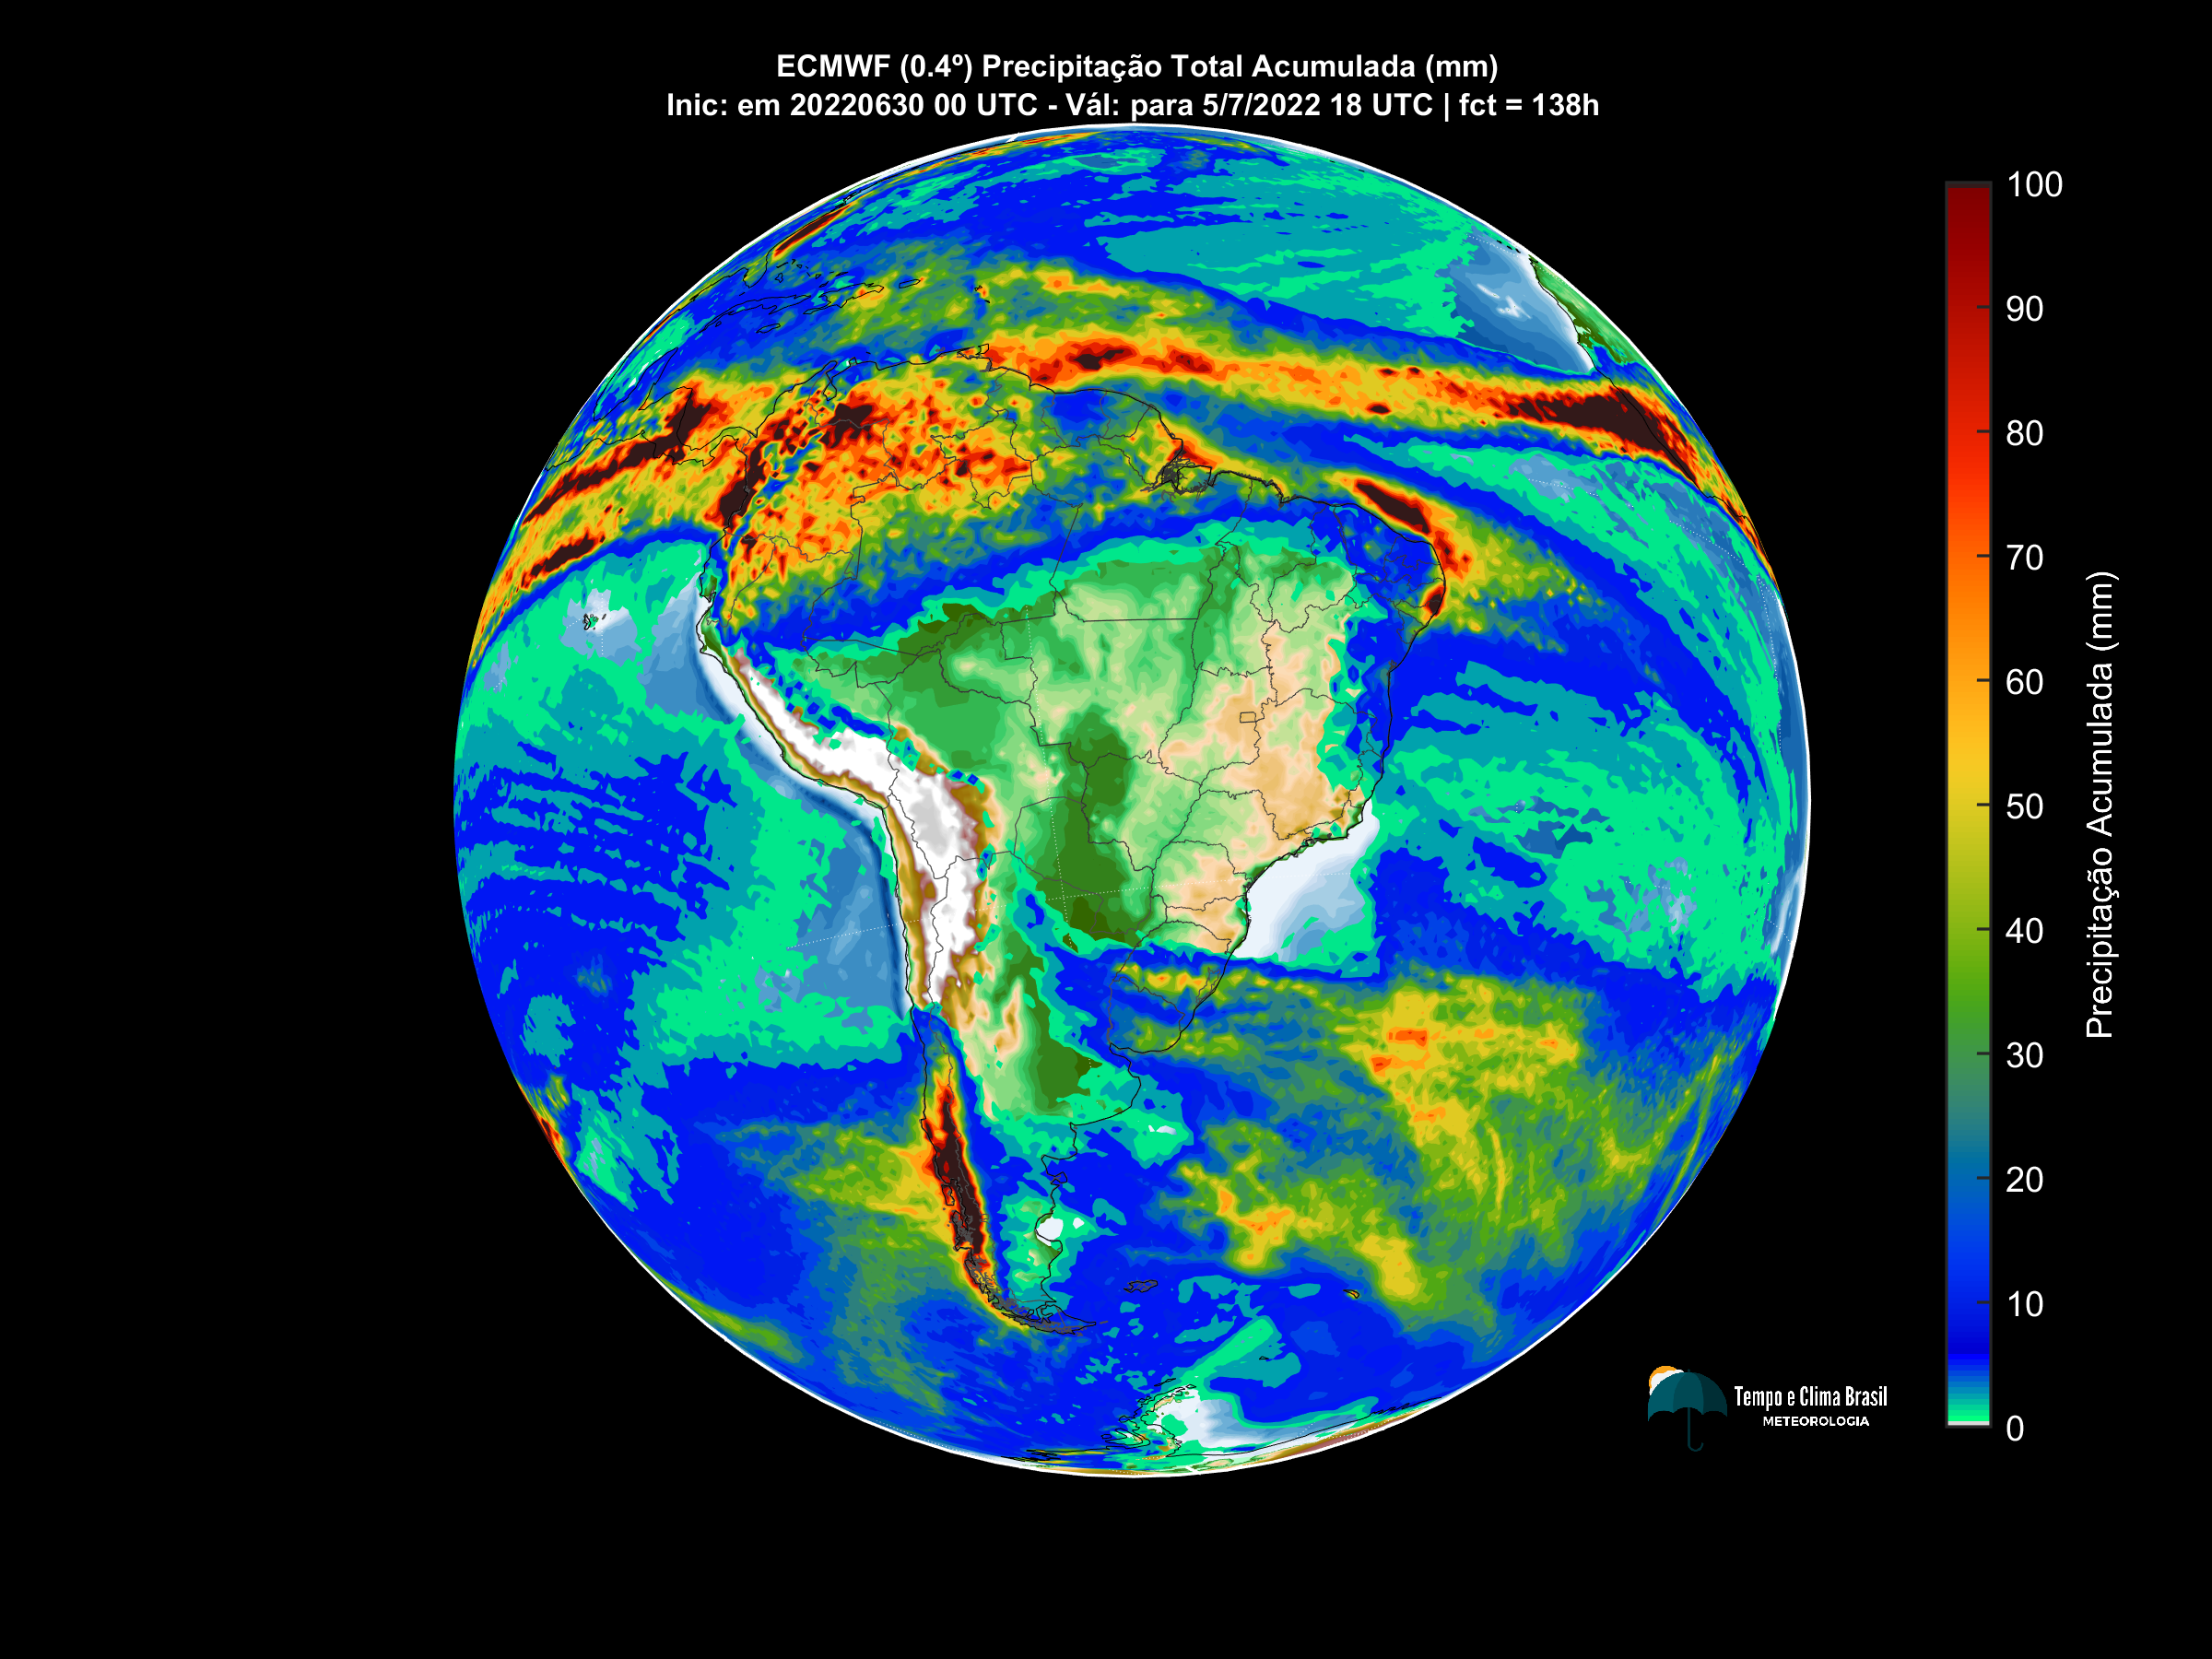 ECMWF (0.4º) Precipitação Total Acumulada (mm)
Inic: em 20220630 00 UTC - Vál: para 5/7/2022 18 UTC | fct = 138h
100
90
80
70
60
50
40
30
20
10
0
Precipitação Acumulada (mm)
Tempo e Clima Brasil
METEOROLOGIA